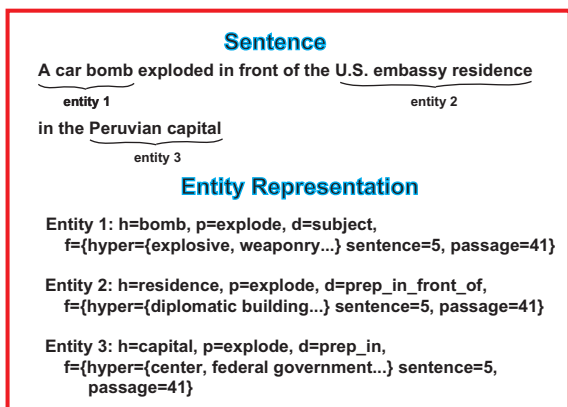 Sentence
A car bomb exploded in front of the U.S. embassy residence
entity 1
entity 2
in the Peruvian capital
entity 3
Entity Representation
Entity 1: h=bomb, p=explode, d=subject,
f={hyper={explosive, weaponry...} sentence=5, passage=41}
Entity 2: h=residence, p=explode, d=prep_in_front_of,
f={hyper={diplomatic building...} sentence=5, passage=41}
Entity 3: h=capital, p=explode, d=prep_in,
f={hyper={center, federal government...} sentence=5,
passage=41}